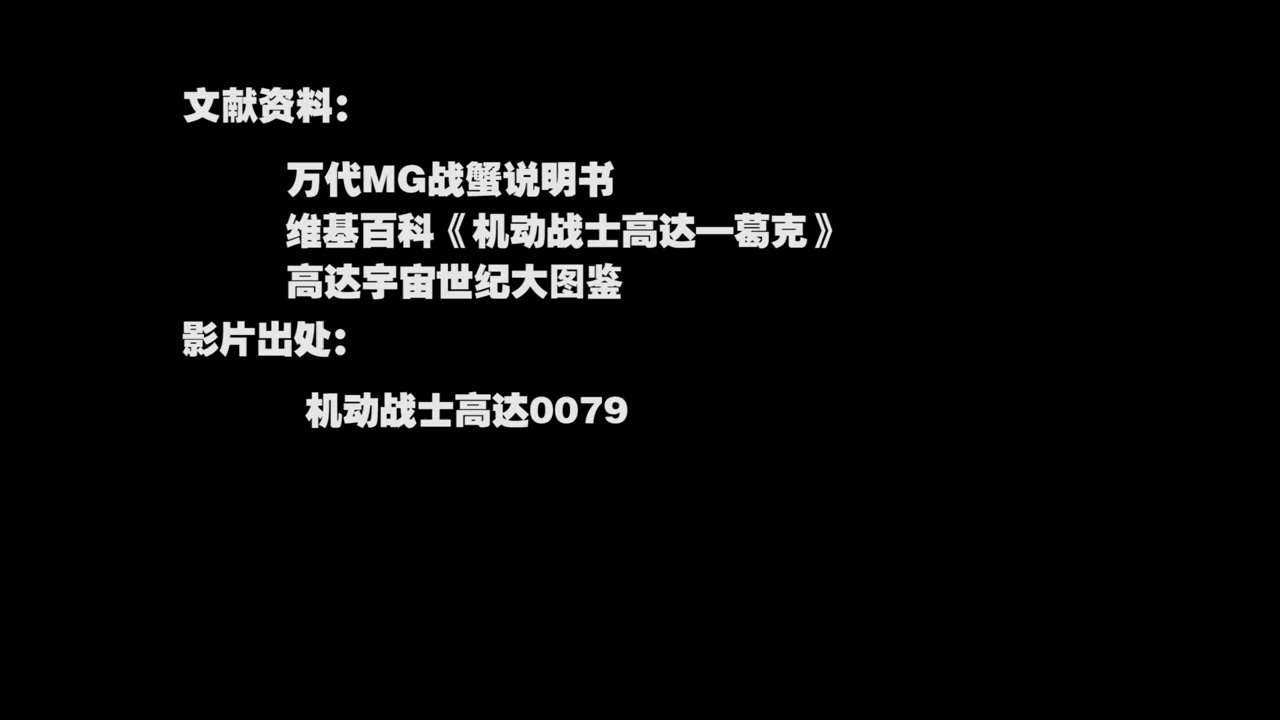 文献资料：
万代MG战蟹说明书
维基百科《机动战士高达—葛克》
高达宇宙世纪大图鉴
影片出处：
机动战士高达0079